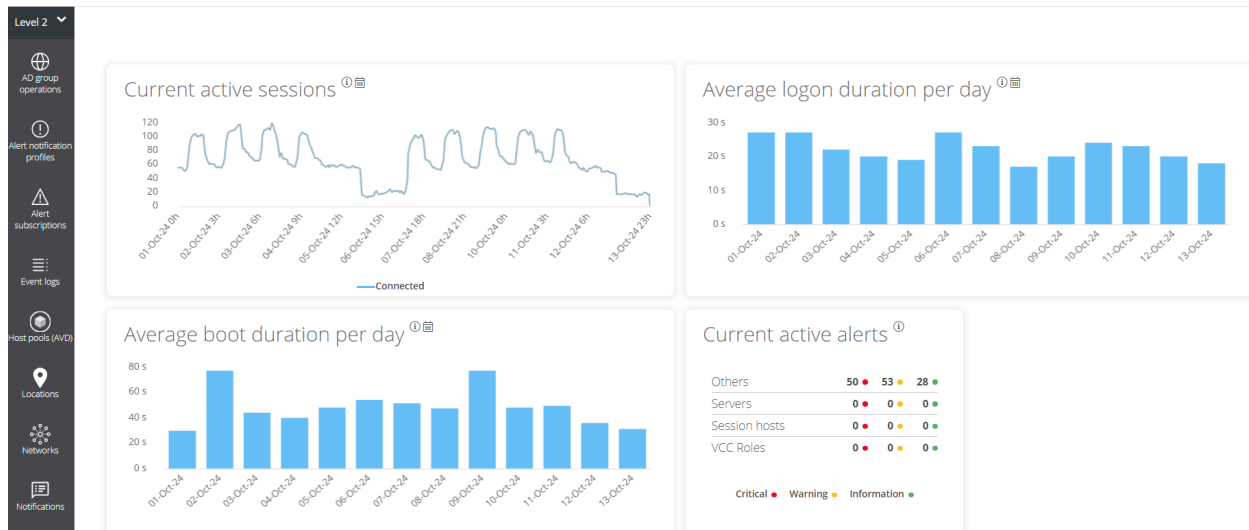 Level 2
AD group
operations
Alert notification
profiles
Alert
subscriptions
Event logs
Host pools (AVD)
Locations
Networks
Notifications
Current active sessions
120
100
80
60
40
20
0
01-Oct-24 0h
02-Oct-24 3h
03-Oct-24 6h
04-Oct-24 9h
05-Oct-24 12h
06-Oct-24 15h
07-Oct-24 18h
08-Oct-24 21h
10-Oct-24 0h
11-Oct-24 3h
12-Oct-24 6h
13-Oct-24 23h
Connected
Average logon duration per day
30 s
20 s
10 s
0 s
01-Oct-24
02-Oct-24
03-Oct-24
04-Oct-24
05-Oct-24
06-Oct-24
07-Oct-24
08-Oct-24
09-Oct-24
10-Oct-24
11-Oct-24
12-Oct-24
13-Oct-24
Average boot duration per day
80 s
60 s
40 s
20 s
0 s
01-Oct-24
02-Oct-24
03-Oct-24
04-Oct-24
05-Oct-24
06-Oct-24
07-Oct-24
08-Oct-24
09-Oct-24
10-Oct-24
11-Oct-24
12-Oct-24
13-Oct-24
Current active alerts
Others 50 53 28
Servers 0 0 0
Session hosts 0 0 0
VCC Roles 0 0 0
Critical Warning Information